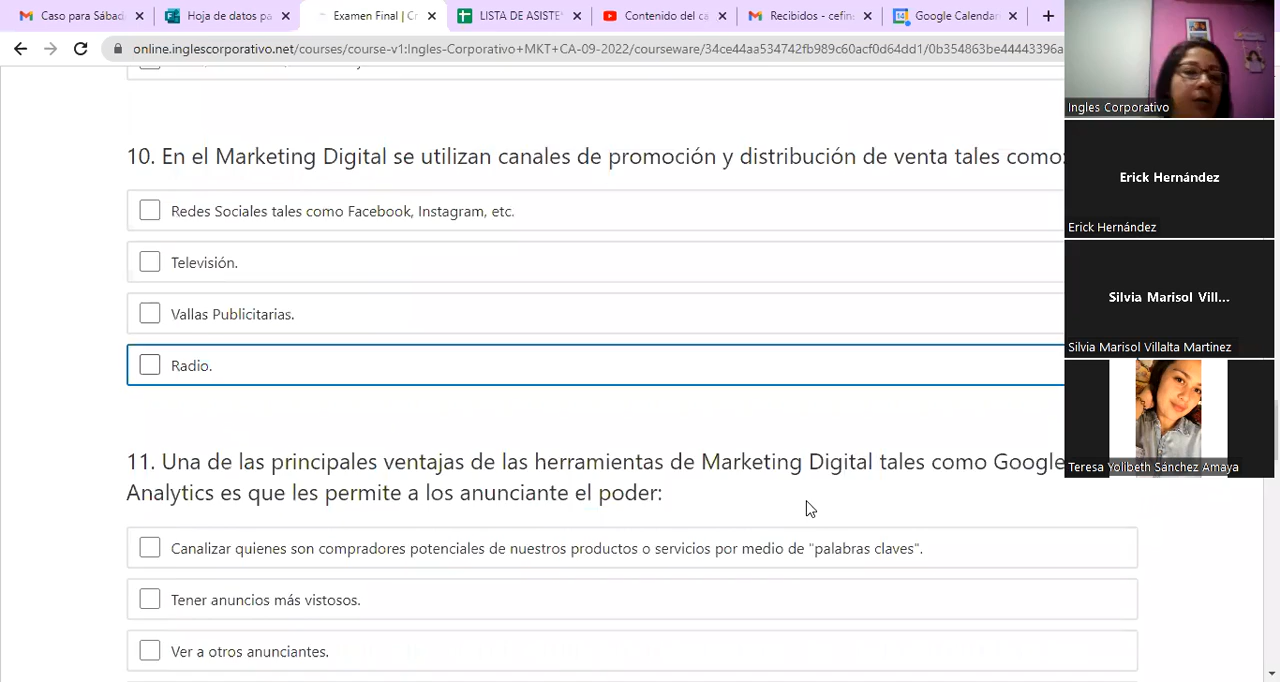 Caso para Sábad
Hoja de datos pa
Examen Final | Cr
LISTA DE ASISTE
Contenido del ca
Recibidos - cefin
Google Calendar
online.inglescorporativo.net/courses/course-v1:Ingles-Corporativo+MKT+CA-09-2022/courseware/34ce44aa534742fb989c60acf0d64dd1/0b354863be44443396a
10. En el Marketing Digital se utilizan canales de promoción y distribución de venta tales como:
Redes Sociales tales como Facebook, Instagram, etc.
Televisión.
Vallas Publicitarias.
Radio.
11. Una de las principales ventajas de las herramientas de Marketing Digital tales como Google
Analytics es que les permite a los anunciante el poder:
Canalizar quienes son compradores potenciales de nuestros productos o servicios por medio de "palabras claves".
Tener anuncios más vistosos.
Ver a otros anunciantes.
Ingles Corporativo
Erick Hernández
Erick Hernández
Silvia Marisol Vill...
Silvia Marisol Villalta Martinez
Teresa Yolibeth Sánchez Amaya